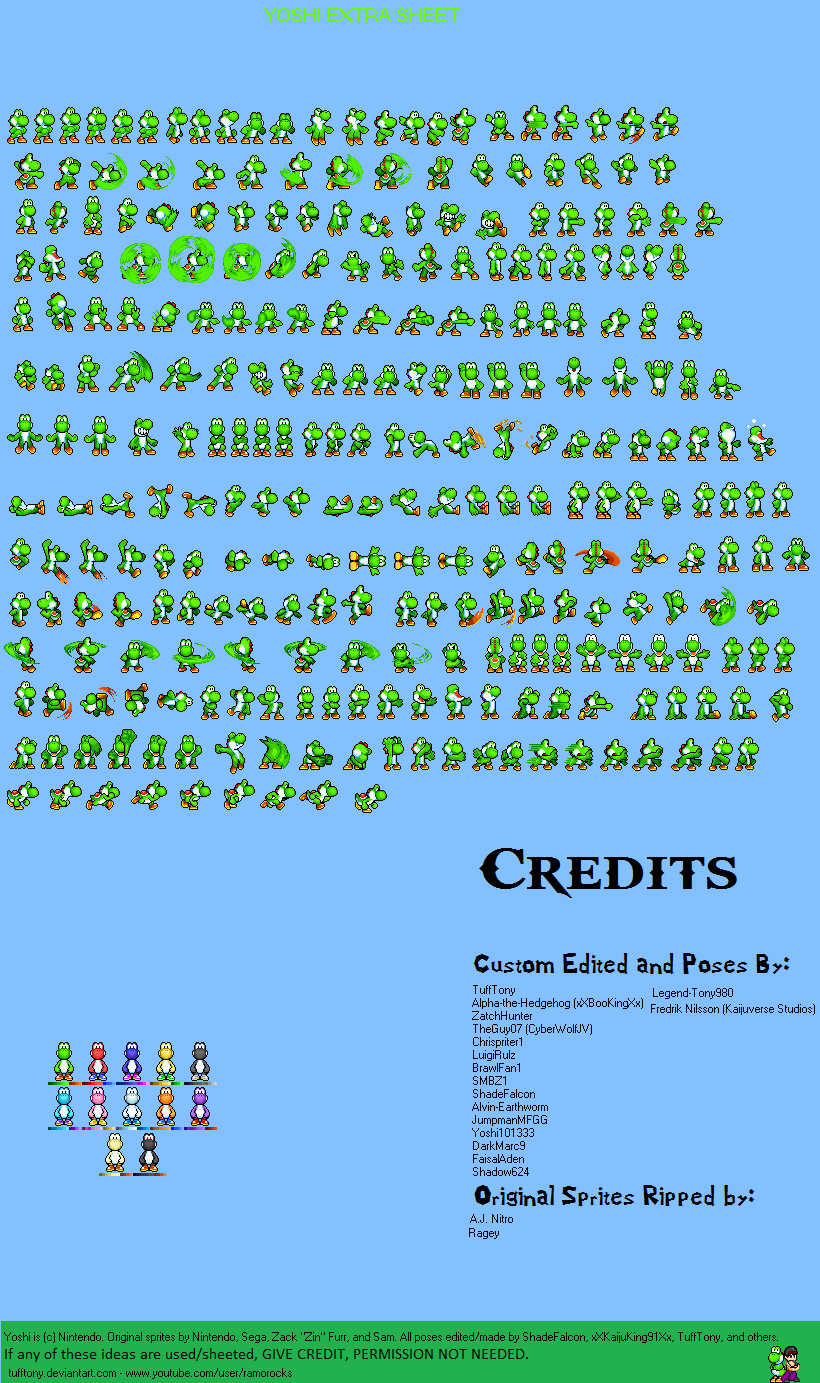 YOSHI EXTRA SHEET
CREDITS
Custom Edited and Poses By:
TuffTony
Alpha-the-Hedgehog (xXBooKingXx)
ZatchHunter
TheGuy07 (CyberWolfJV)
Chrispriter1
LuigiRulz
BrawlFan1
SMBZ1
ShadeFalcon
Alvin-Earthworm
JumpmanMFGG
Yoshi101333
DarkMarc9
FaisalAden
Shadow624
Legend-Tony980
Fredrik Nilsson (Kaijuverse Studios)
Original Sprites Ripped by:
A.J. Nitro
Ragey
Yoshi is (c) Nintendo. Original sprites by Nintendo, Sega, Zack "Zin" Furr, and Sam. All poses edited/made by ShadeFalcon, xXKaijuKing91Xx, TuffTony, and others.
If any of these ideas are used/sheeted, GIVE CREDIT, PERMISSION NOT NEEDED.
tufftony.deviantart.com - www.youtube.com/user/ramorocks